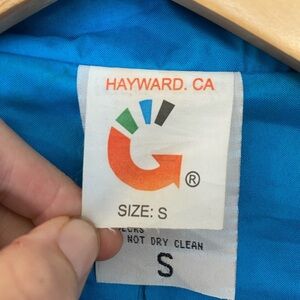 HAYWARD. CA
®
SIZE: S
NOT DRY CLEAN
S